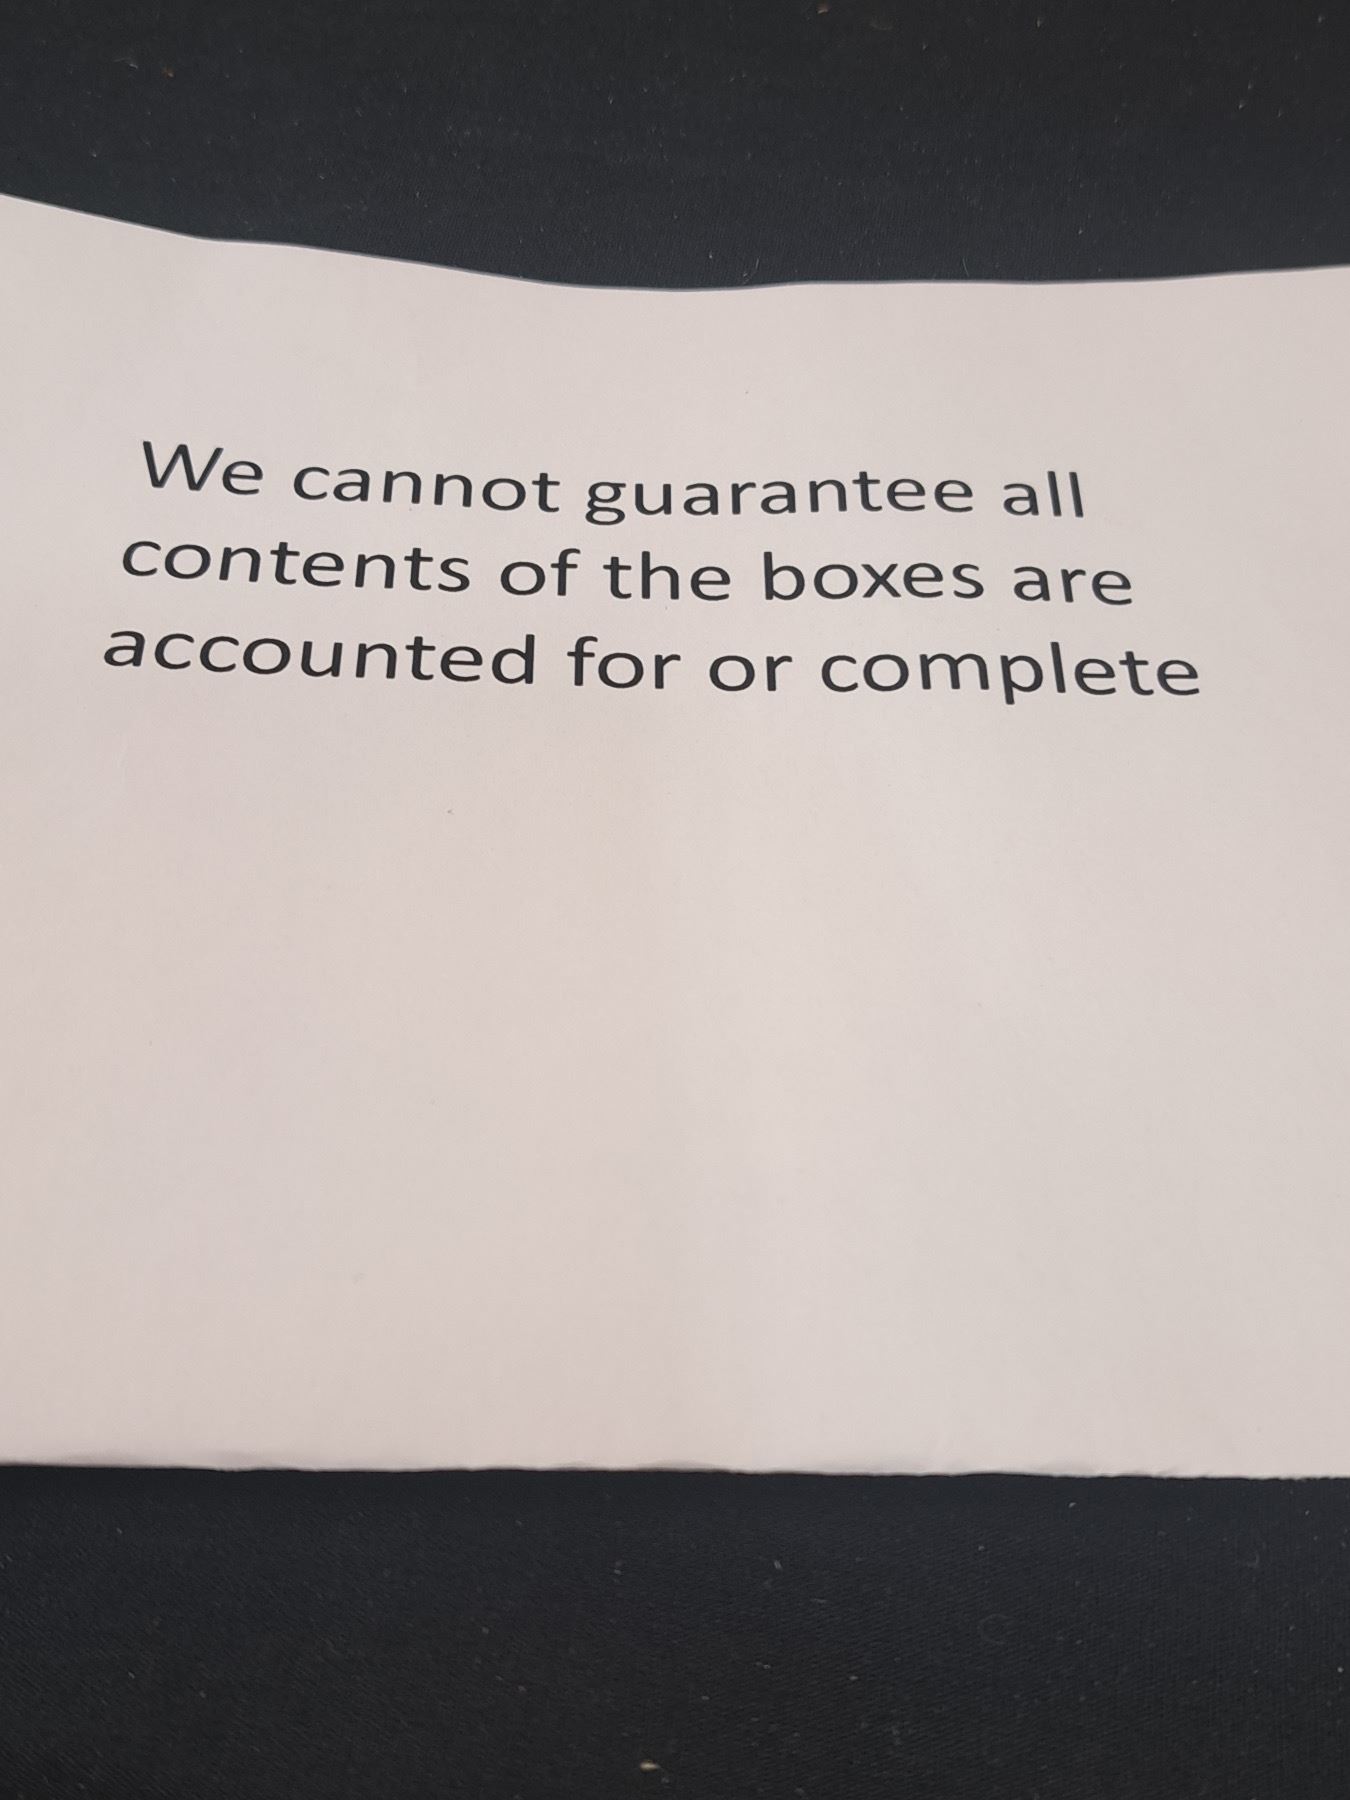 We cannot guarantee all
contents of the boxes are
accounted for or complete